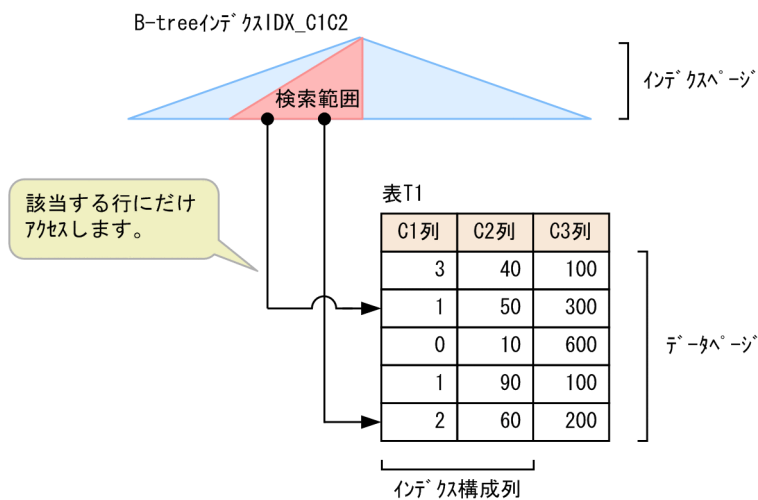 B-treeｲﾝﾃﾞｸｽIDX_C1C2
ｲﾝﾃﾞｸｽﾍﾟｰｼﾞ
検索範囲
該当する行にだけ
ｱｸｾｽします。
表T1
C1列 C2列 C3列
3 40 100
1 50 300
0 10 600
1 90 100
2 60 200
ﾃﾞｰﾀﾍﾟｰｼﾞ
ｲﾝﾃﾞｸｽ構成列